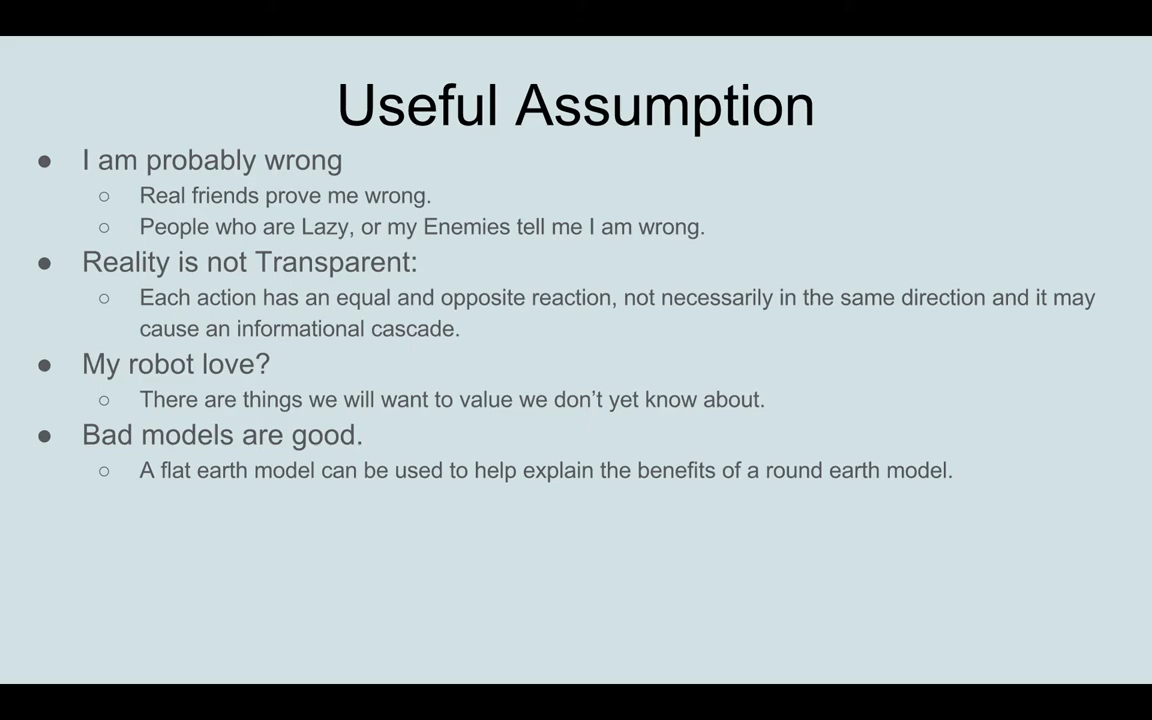 Useful Assumption
● I am probably wrong
○ Real friends prove me wrong.
○ People who are Lazy, or my Enemies tell me I am wrong.
● Reality is not Transparent:
○ Each action has an equal and opposite reaction, not necessarily in the same direction and it may
cause an informational cascade.
● My robot love?
○ There are things we will want to value we don’t yet know about.
● Bad models are good.
○ A flat earth model can be used to help explain the benefits of a round earth model.